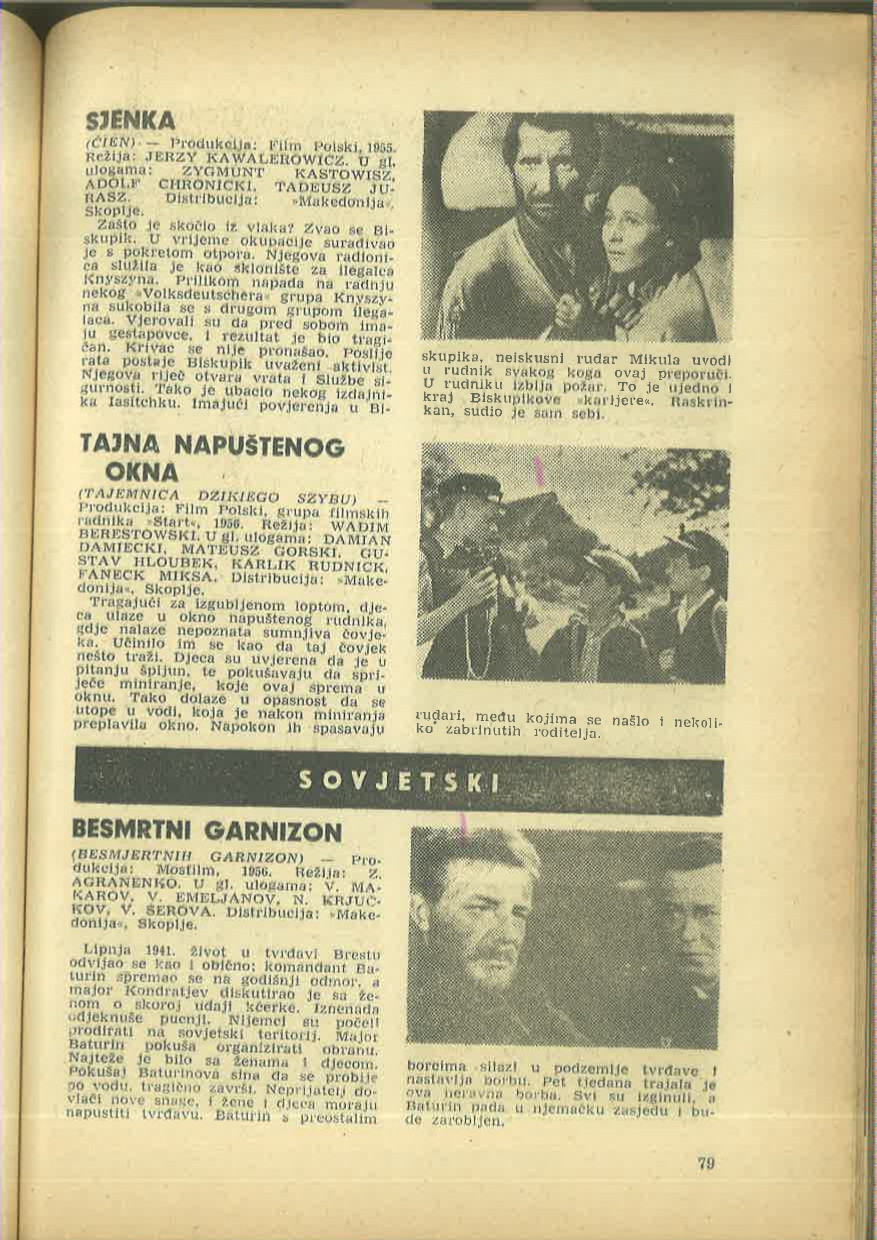 SJENKA
(CIEN) — Produkcija: Film Polski, 1955.
Režija: JERZY KAWALEROWICZ. U gl.
ulogama: ZYGMUNT KASTOWISZ,
ADOLF CHRONICKI, TADEUSZ JU-
RASZ. Distribucija: »Makedonija«,
Skoplje.
Zašto je skočio iz vlaka? Zvao se Bi-
skupik. U vrijeme okupacije surađivao
je s pokretom otpora. Njegova radioni-
ca služila je kao sklonište za ilegalca
Knyszyna. Prilikom napada na radnju
nekog »Volksdeutschera« grupa Knyszy-
na sukobila se s drugom grupom ilega-
laca. Vjerovali su da pred sobom ima-
ju gestapovce, i rezultat je bio tragi-
čan. Krivac se nije pronašao. Poslije
rata postaje Biskupik uvaženi aktivist.
Njegova riječ otvara vrata i Službe si-
gurnosti. Tako je ubacio nekog izdajni-
ka Iasitchku. Imajući povjerenja u Bi-
skupika, neiskusni rudar Mikula uvodi
u rudnik svakog koga ovaj preporuči.
U rudniku izbija požar. To je ujedno i
kraj Biskupikove »karijere«. Raskrin-
kan, sudio je sam sebi.
TAJNA NAPUŠTENOG
OKNA
(TAJEMNICA DZIKIEGO SZYBU) —
Produkcija: Film Polski, grupa filmskih
radnika »Start«, 1956. Režija: WADIM
BERESTOWSKI. U gl. ulogama: DAMIAN
DAMIECKI, MATEUSZ GORSKI, GU-
STAV HLOUBEK, KARLIK RUDNICK,
FANECK MIKSA. Distribucija: »Make-
donija«, Skoplje.
Tragajući za izgubljenom loptom, dje-
ca ulaze u okno napuštenog rudnika,
gdje nalaze nepoznata sumnjiva čovje-
ka. Učinilo im se kao da taj čovjek
nešto traži. Djeca su uvjerena da je u
pitanju špijun, te pokušavaju da spri-
ječe miniranje, koje ovaj sprema u
oknu. Tako dolaze u opasnost da se
utope u vodi, koja je nakon miniranja
preplavila okno. Napokon ih spasavaju
rudari, među kojima se našlo i nekoli-
ko zabrinutih roditelja.
SOVJETSKI
BESMRTNI GARNIZON
(BESMJERTNIH GARNIZON) — Pro-
dukcija: Mosfilm, 1956. Režija: Z.
AGRANENKO. U gl. ulogama: V. MA-
KAROV, V. EMELJANOV, N. KRJUČ-
KOV, V. SEROVA. Distribucija: »Make-
donija«, Skoplje.
Lipnja 1941. život u tvrđavi Brestu
odvijao se kao i obično; komandant Ba-
turin spremao se na godišnji odmor, a
major Kondratjev diskutirao je sa že-
nom o skoroj udaji kćerke. Iznenada
odjeknuše pucnji. Nijemci su počeli
prodirati na sovjetski teritorij. Major
Baturin pokuša organizirati obranu.
Najteže je bilo sa ženama i djecom.
Pokušaj Baturinova sina da se probije
po vodu, tragično završi. Neprijatelj do-
vlači nove snage, i žene i djeca moraju
napustiti tvrđavu. Baturin s preostalim
borcima silazi u podzemlje tvrđave i
nastavlja borbu. Pet tjedana trajala je
ova neravna borba. Svi su izginuli, a
Baturin pada u njemačku zasjedu i bu-
de zarobljen.
79